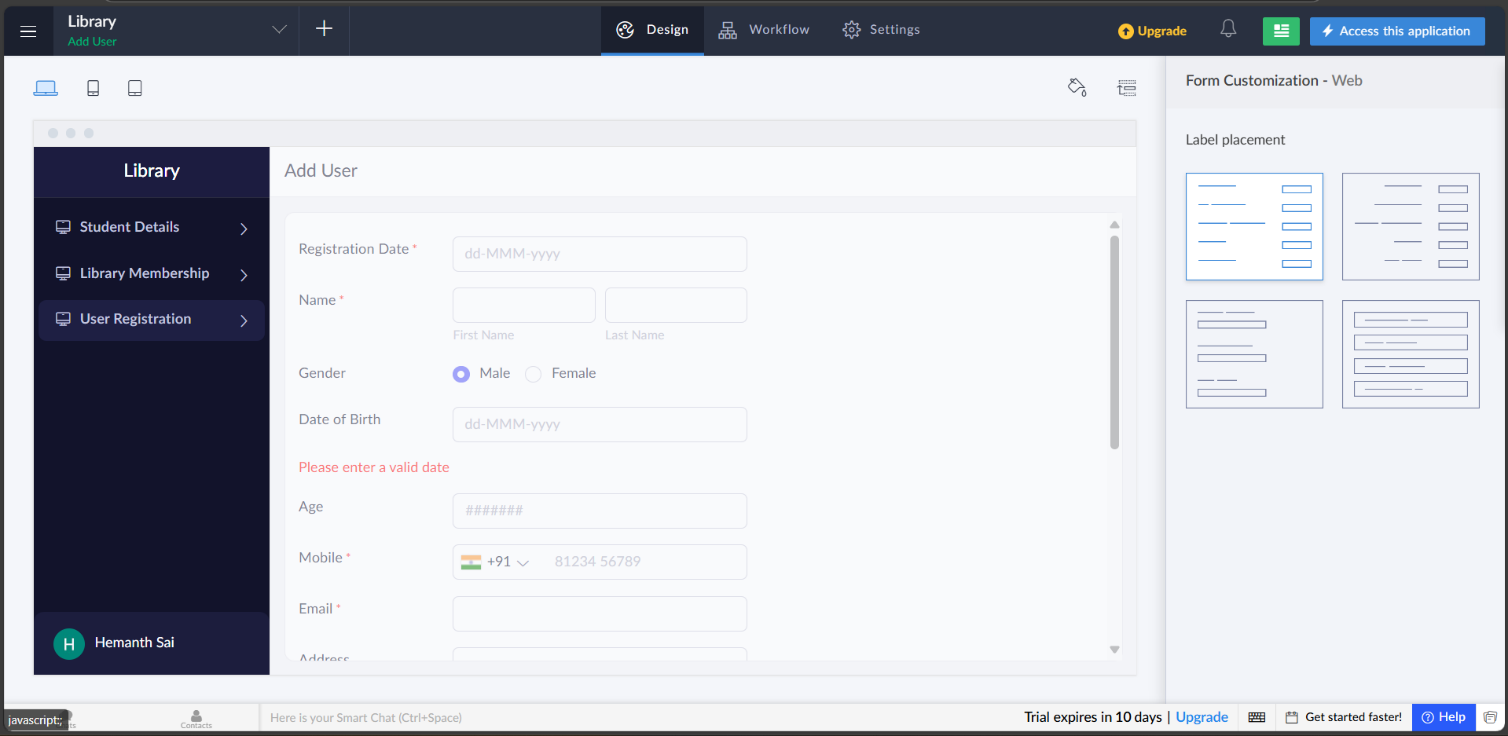 Library
Add User
Design
Workflow
Settings
Upgrade
Access this application
Form Customization - Web
Label placement
Library
Student Details
Library Membership
User Registration
H
Hemanth Sai
Add User
Registration Date *
dd-MMM-yyyy
Name *
First Name
Last Name
Gender
Male
Female
Date of Birth
dd-MMM-yyyy
Please enter a valid date
Age
#######
Mobile *
+91
81234 56789
Email *
Address
javascript:;
Contacts
Here is your Smart Chat (Ctrl+Space)
Trial expires in 10 days | Upgrade
Get started faster!
Help